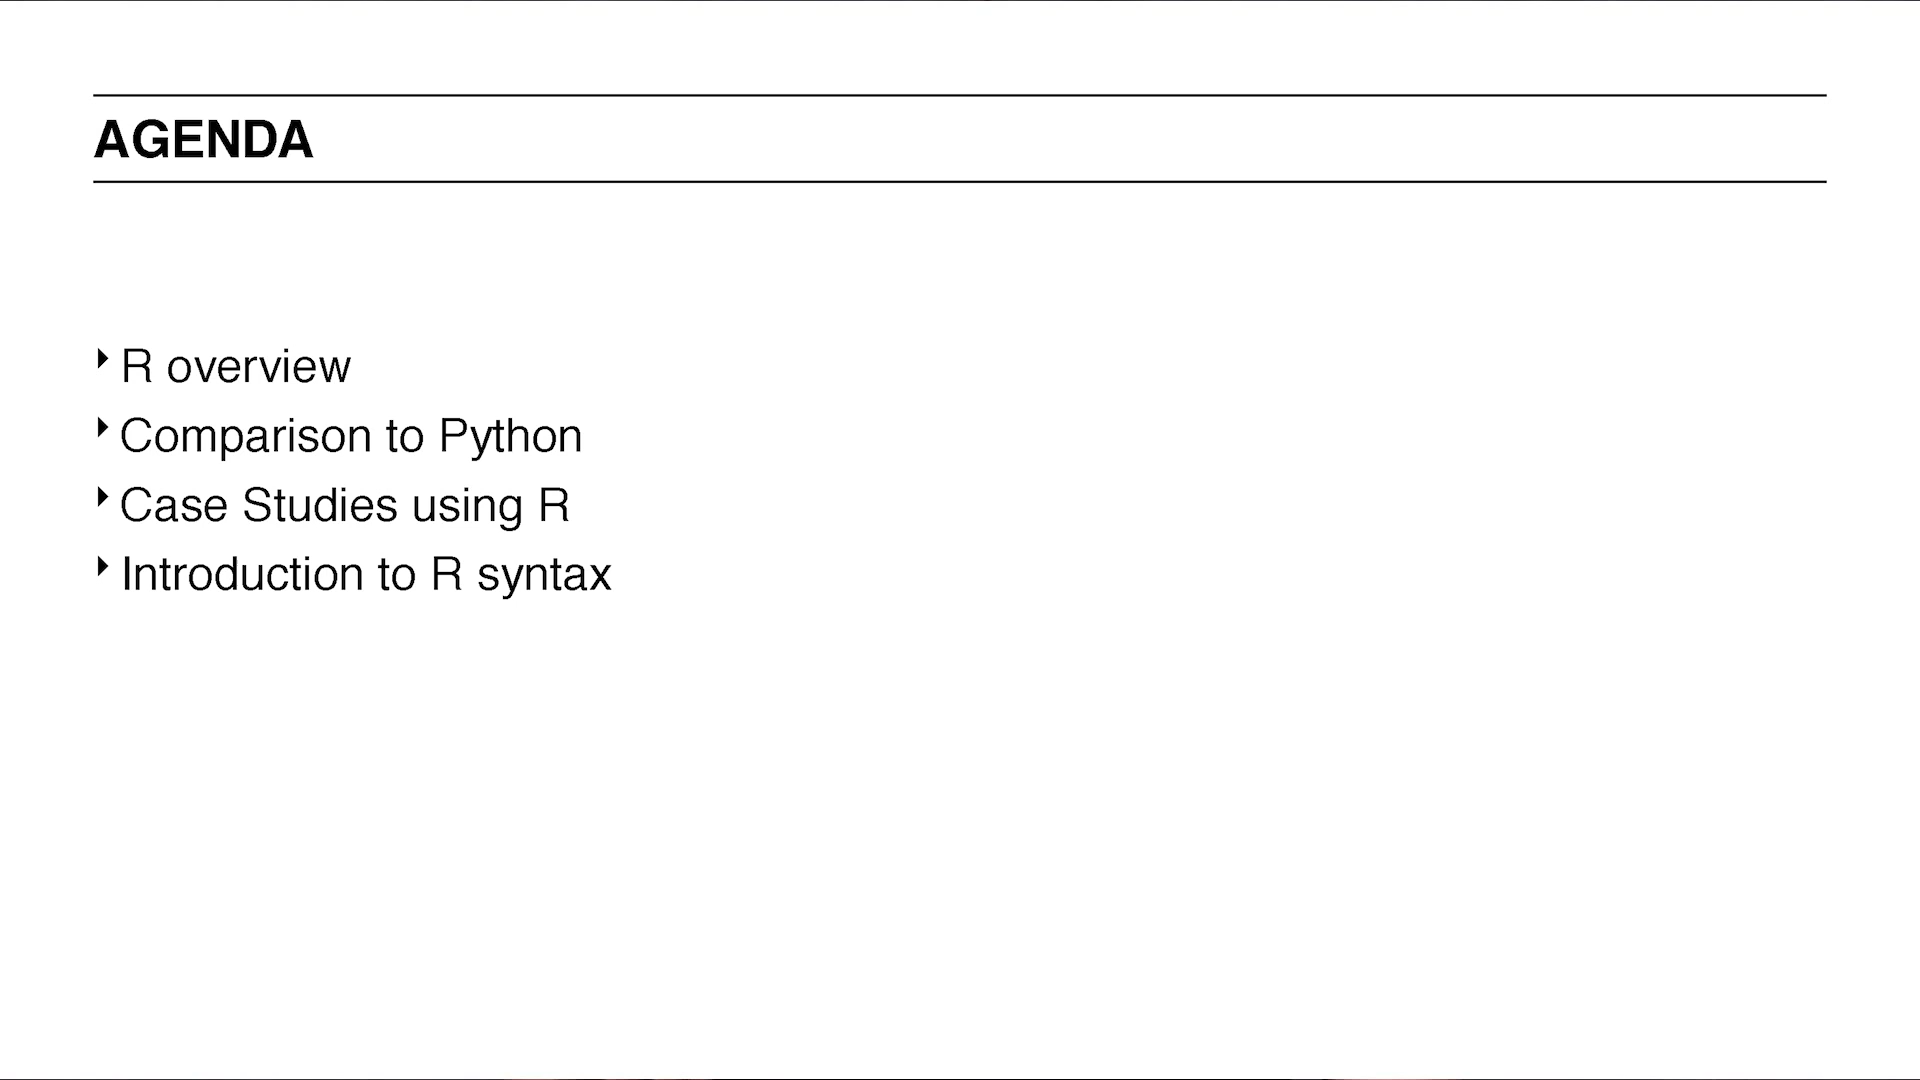 AGENDA
‣ R overview
‣ Comparison to Python
‣ Case Studies using R
‣ Introduction to R syntax